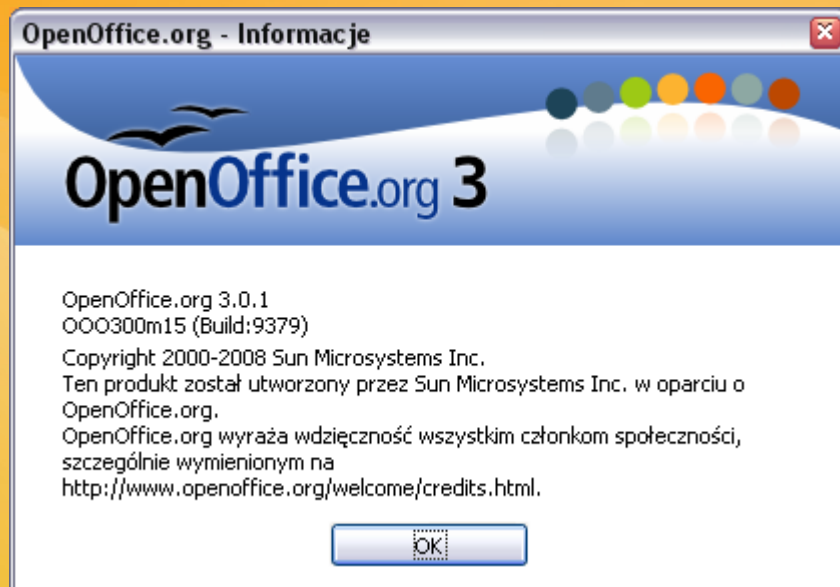 OpenOffice.org - Informacje
OpenOffice.org 3
OpenOffice.org 3.0.1
OOO300m15 (Build:9379)
Copyright 2000-2008 Sun Microsystems Inc.
Ten produkt został utworzony przez Sun Microsystems Inc. w oparciu o
OpenOffice.org.
OpenOffice.org wyraża wdzięczność wszystkim członkom społeczności,
szczególnie wymienionym na
http://www.openoffice.org/welcome/credits.html.
OK